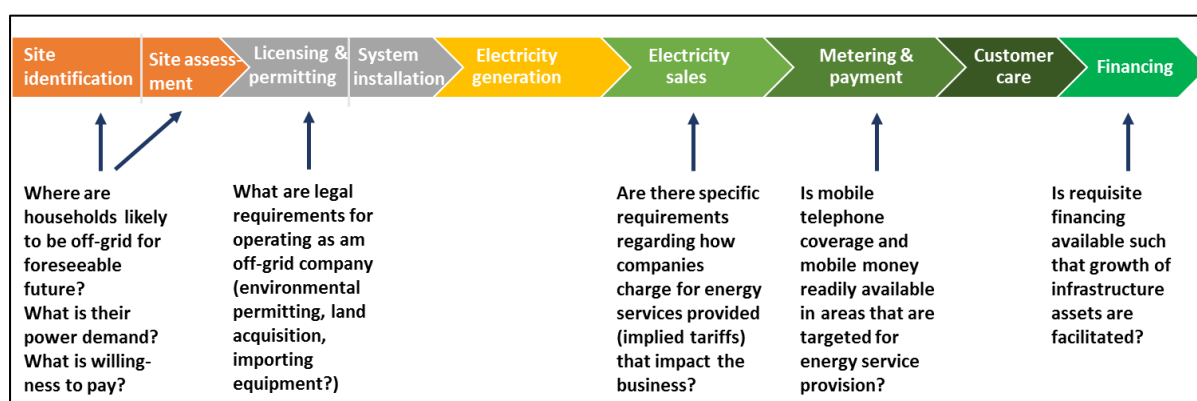 Site
identification
Site assess-
ment
Licensing &
permitting
System
installation
Electricity
generation
Electricity
sales
Metering &
payment
Customer
care
Financing
Where are
households likely
to be off-grid for
foreseeable
future?
What is their
power demand?
What is willing-
ness to pay?
What are legal
requirements for
operating as am
off-grid company
(environmental
permitting, land
acquisition,
importing
equipment?)
Are there specific
requirements
regarding how
companies
charge for energy
services provided
(implied tariffs)
that impact the
business?
Is mobile
telephone
coverage and
mobile money
readily available
in areas that are
targeted for
energy service
provision?
Is requisite
financing
available such
that growth of
infrastructure
assets are
facilitated?